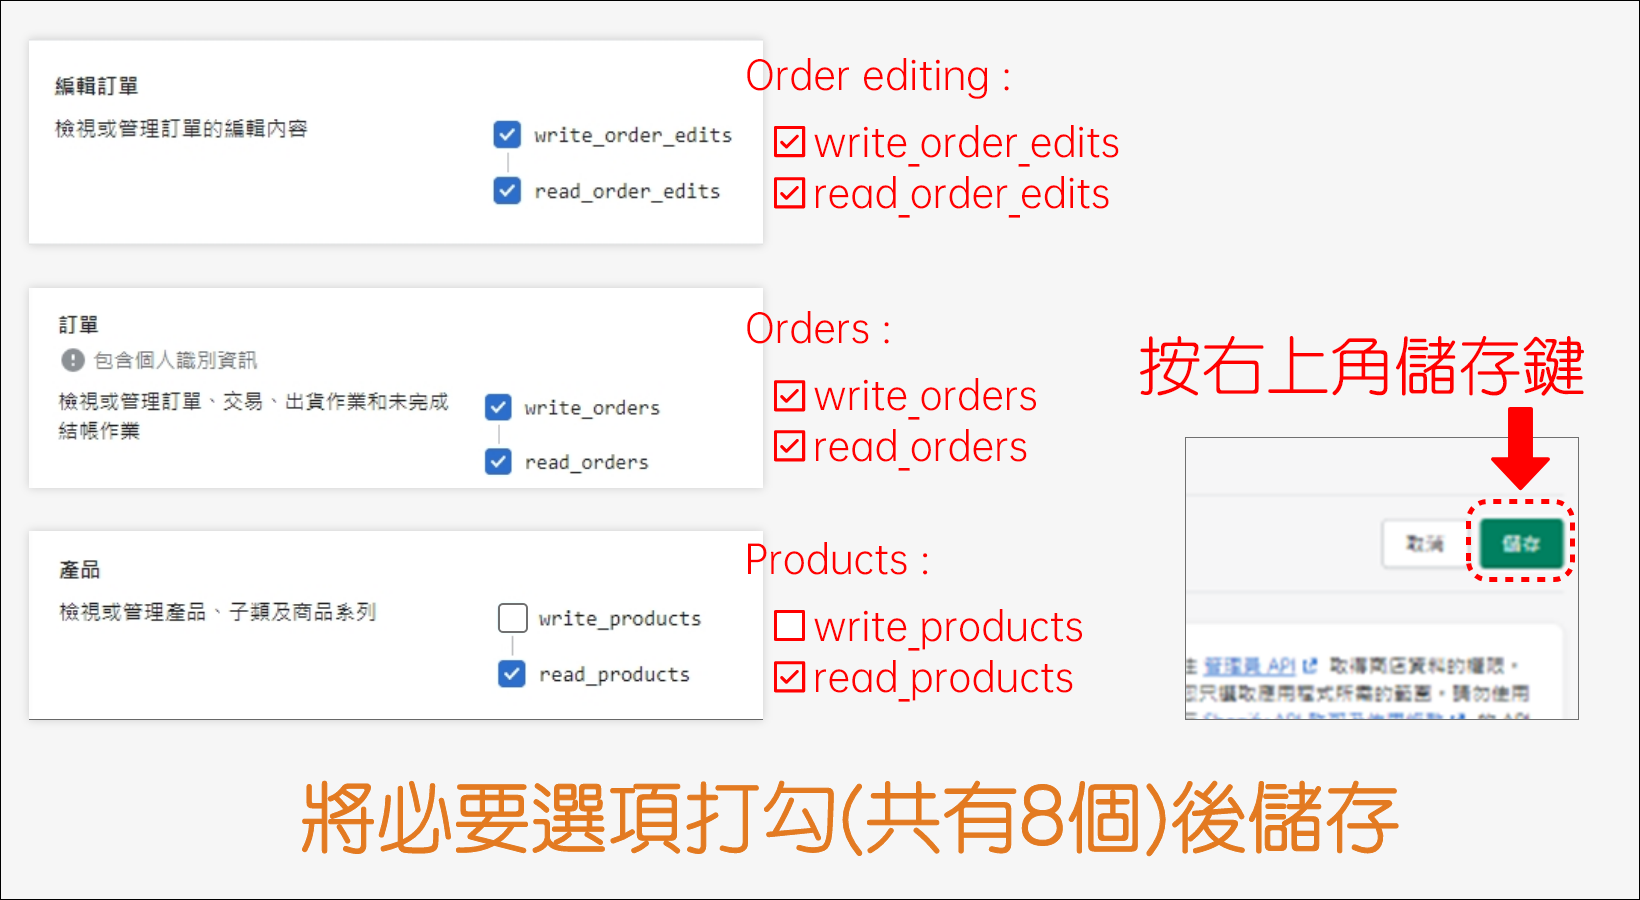 編輯訂單
檢視或管理訂單的編輯內容
write_order_edits
read_order_edits
Order editing :
write_order_edits
read_order_edits
訂單
包含個人識別資訊
檢視或管理訂單、交易、出貨作業和未完成
結帳作業
write_orders
read_orders
Orders :
write_orders
read_orders
產品
檢視或管理產品、子類及商品系列
write_products
read_products
Products :
write_products
read_products
按右上角儲存鍵
取消
儲存
管理員 API 取得商店資料的權限。
只選取應用程式所需的範圍。請勿使用
的 API
將必要選項打勾(共有8個)後儲存